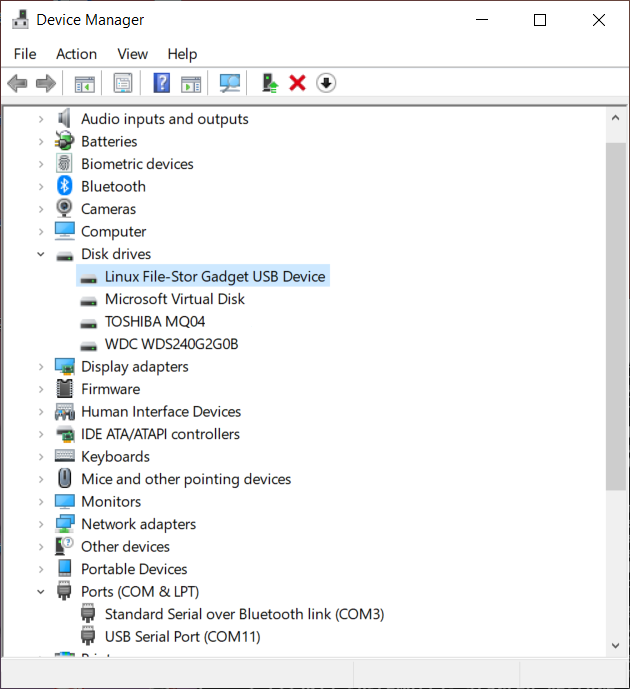 Device Manager
File Action View Help
Audio inputs and outputs
Batteries
Biometric devices
Bluetooth
Cameras
Computer
Disk drives
Linux File-Stor Gadget USB Device
Microsoft Virtual Disk
TOSHIBA MQ04
WDC WDS240G2G0B
Display adapters
Firmware
Human Interface Devices
IDE ATA/ATAPI controllers
Keyboards
Mice and other pointing devices
Monitors
Network adapters
Other devices
Portable Devices
Ports (COM & LPT)
Standard Serial over Bluetooth link (COM3)
USB Serial Port (COM11)